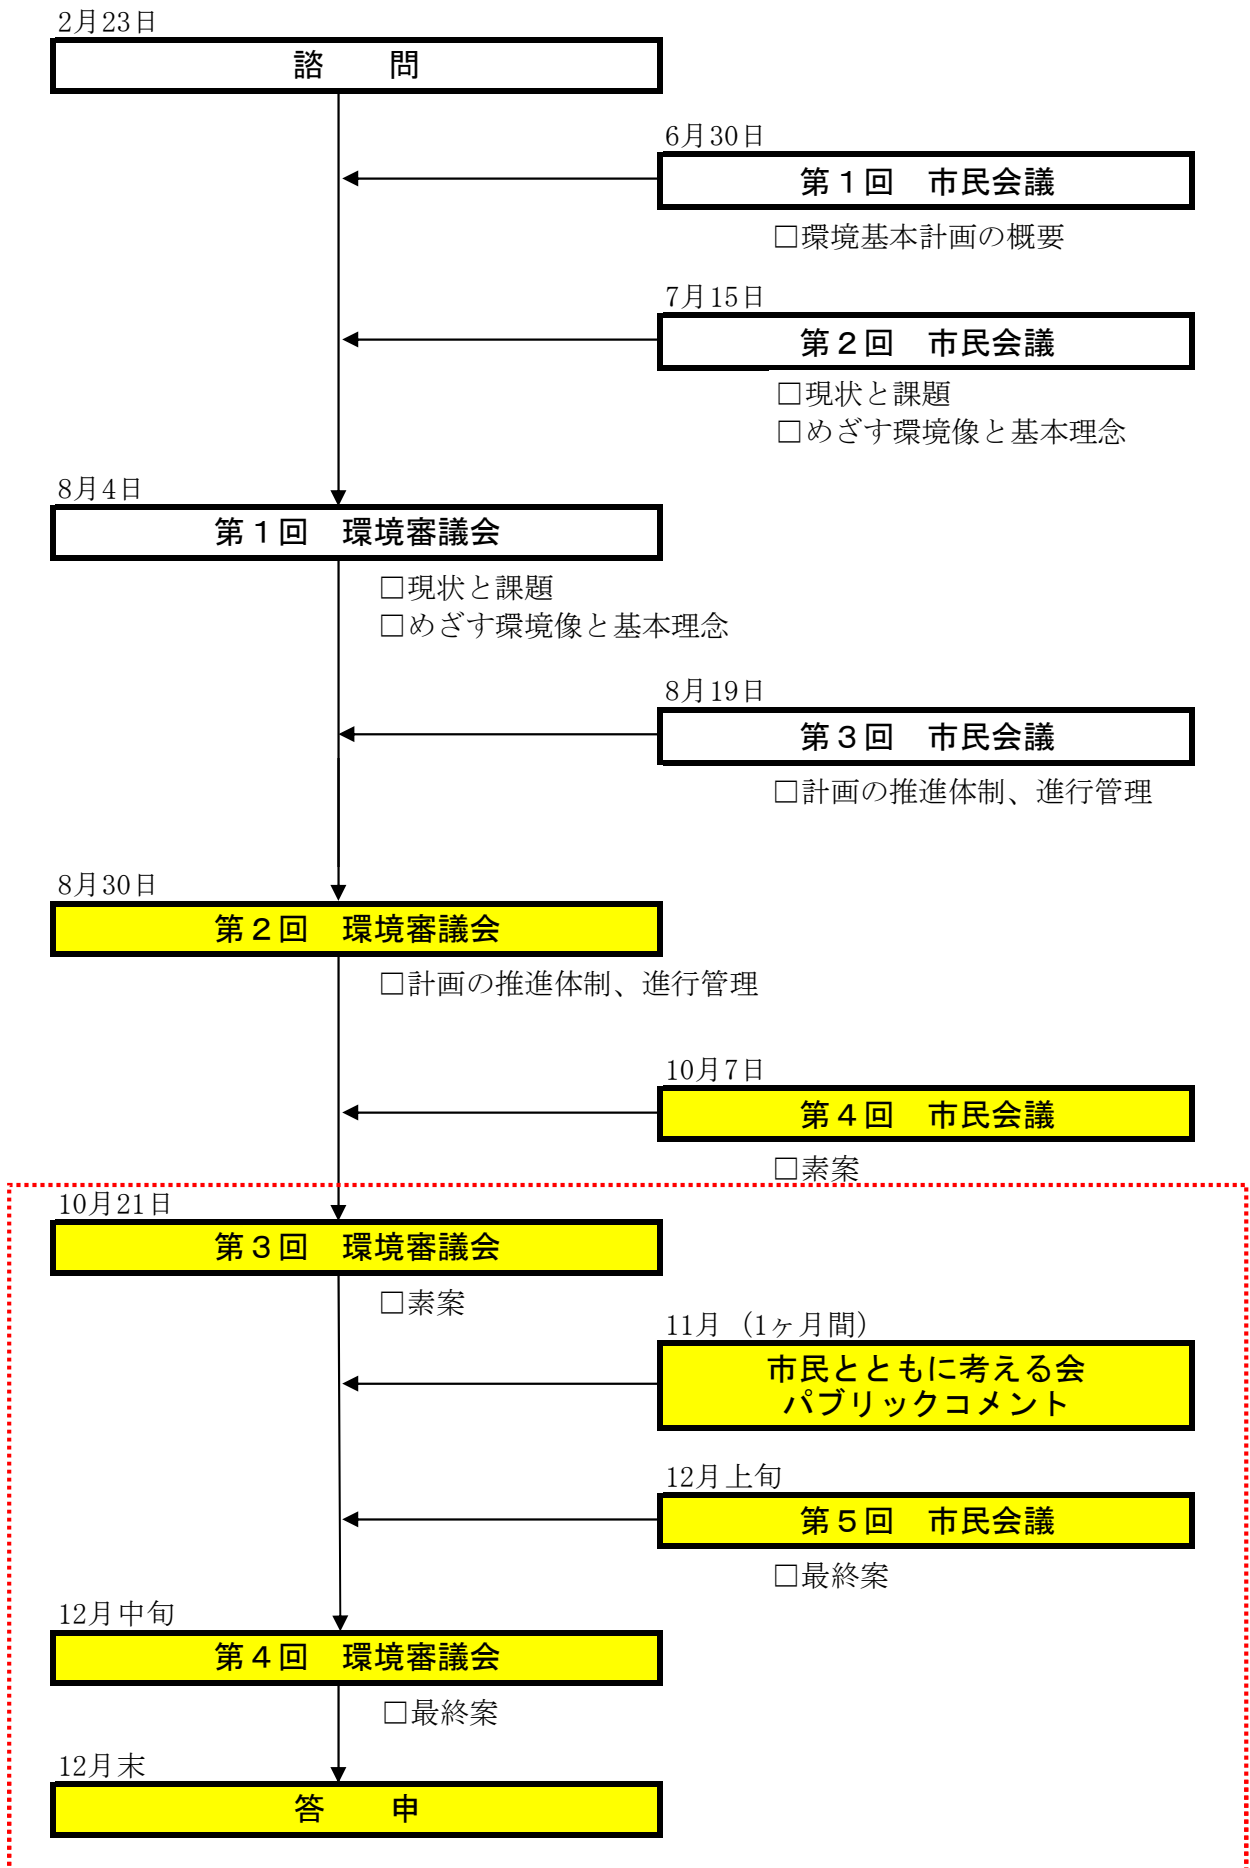 2月23日
諮　　問
6月30日
第１回　市民会議
□環境基本計画の概要
7月15日
第２回　市民会議
□現状と課題
□めざす環境像と基本理念
8月4日
第１回　環境審議会
□現状と課題
□めざす環境像と基本理念
8月19日
第３回　市民会議
□計画の推進体制、進行管理
8月30日
第２回　環境審議会
□計画の推進体制、進行管理
10月7日
第４回　市民会議
□素案
10月21日
第３回　環境審議会
□素案
11月（1ヶ月間）
市民とともに考える会
パブリックコメント
12月上旬
第５回　市民会議
□最終案
12月中旬
第４回　環境審議会
□最終案
12月末
答　　申